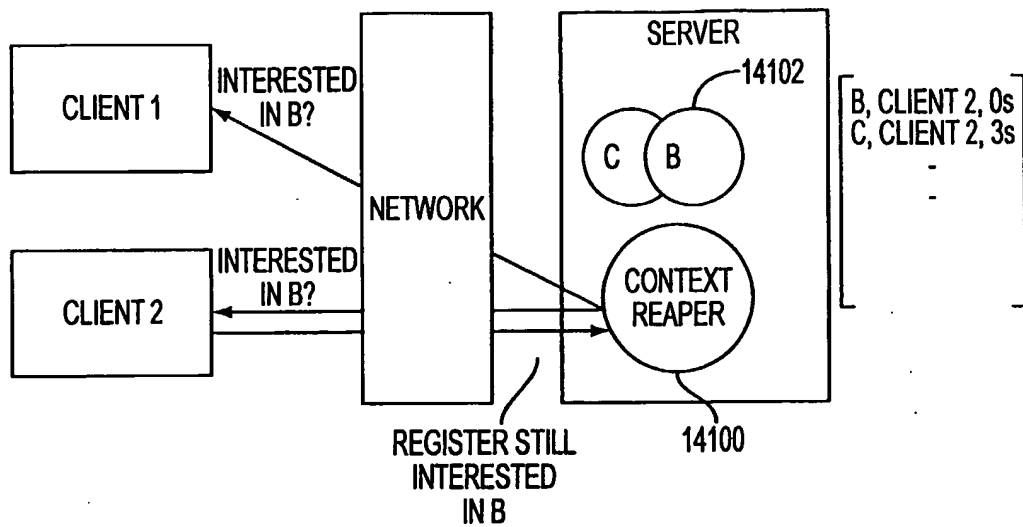 CLIENT 1
INTERESTED
IN B?
CLIENT 2
INTERESTED
IN B?
NETWORK
REGISTER STILL
INTERESTED
IN B
SERVER
14102
C
B
CONTEXT
REAPER
14100
B, CLIENT 2, 0s
C, CLIENT 2, 3s
-
-